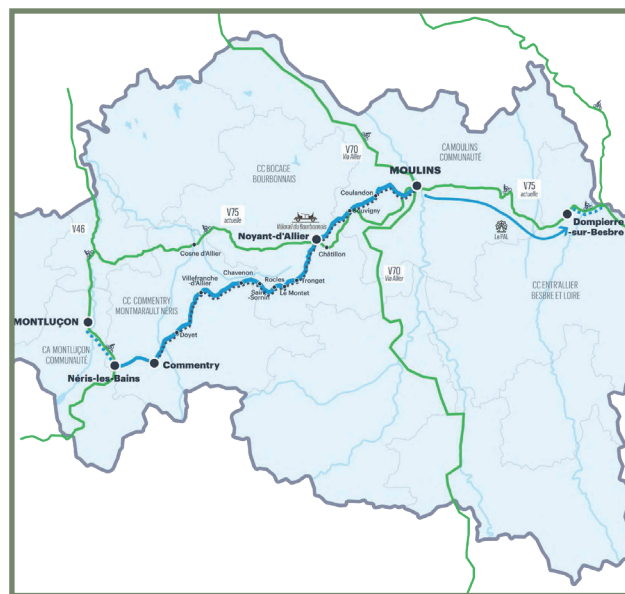 V70
Via Allier
CA MOULINS
COMMUNAUTÉ
CC BOCAGE
BOURBONNAIS
MOULINS
V75
actuelle
Coulandon
V75
actuelle
Souvigny
Dompierre
-sur-Besbre
V46
Vélorail du Bourbonnais
Noyant-d'Allier
Le PAL
Cosne d'Allier
Châtillon
V70
Via Allier
Chavenon
Villefranche
-d'Allier
Rocles
Tronget
Saint
-Sornin
Le Montet
CC COMMENTRY
MONTMARAULT NÉRIS
CC ENTR'ALLIER
BESBRE ET LOIRE
MONTLUÇON
Doyet
CA MONTLUÇON
COMMUNAUTÉ
Commentry
Néris-les-Bains